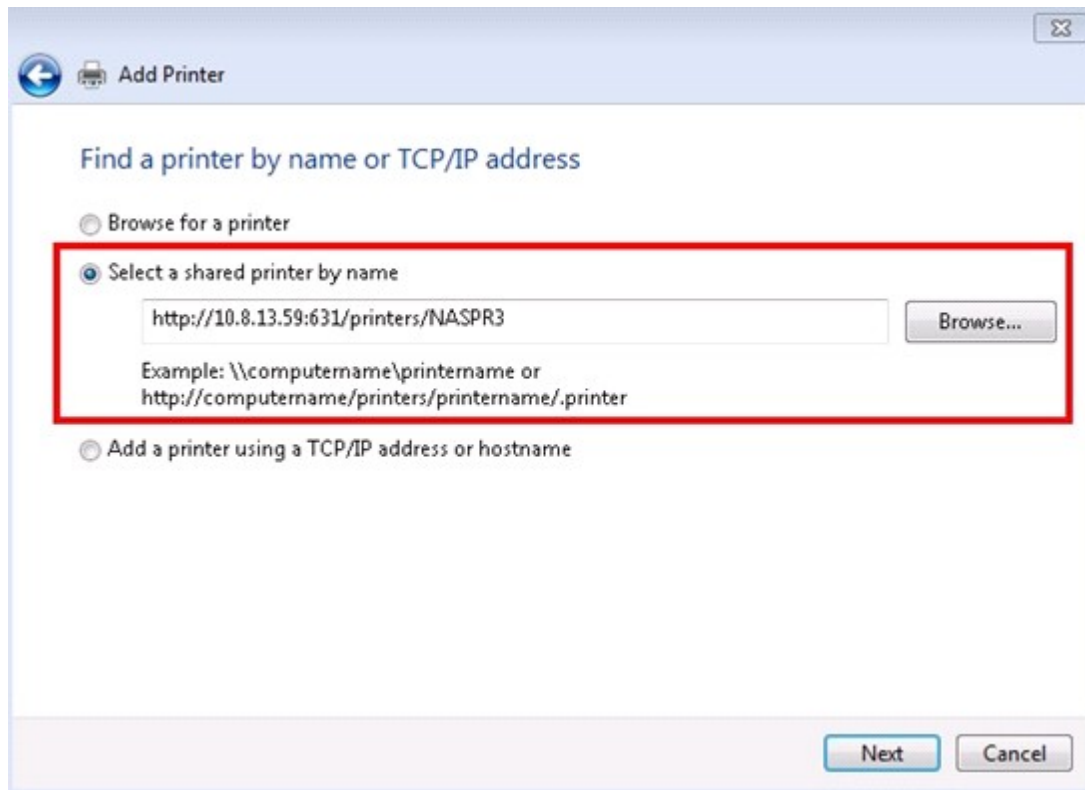 Add Printer
Find a printer by name or TCP/IP address
Browse for a printer
Select a shared printer by name
http://10.8.13.59:631/printers/NASPR3
Browse...
Example: \\computername\printername or
http://computername/printers/printername/.printer
Add a printer using a TCP/IP address or hostname
Next
Cancel